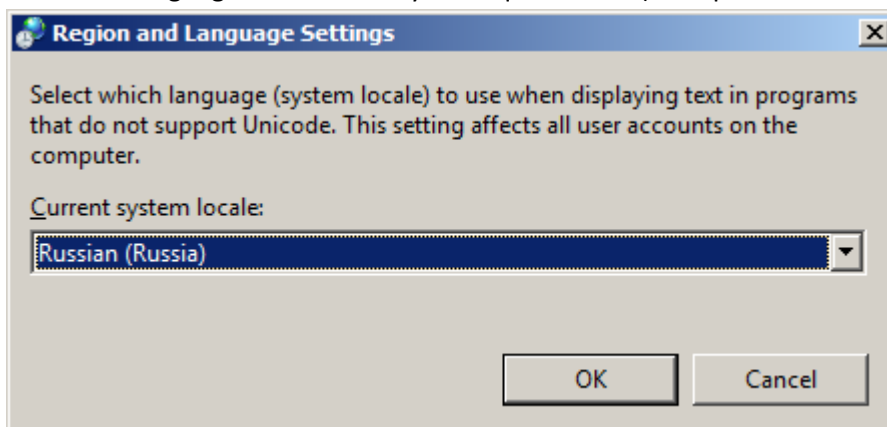 Region and Language Settings
Select which language (system locale) to use when displaying text in programs
that do not support Unicode. This setting affects all user accounts on the
computer.
Current system locale:
Russian (Russia)
OK Cancel